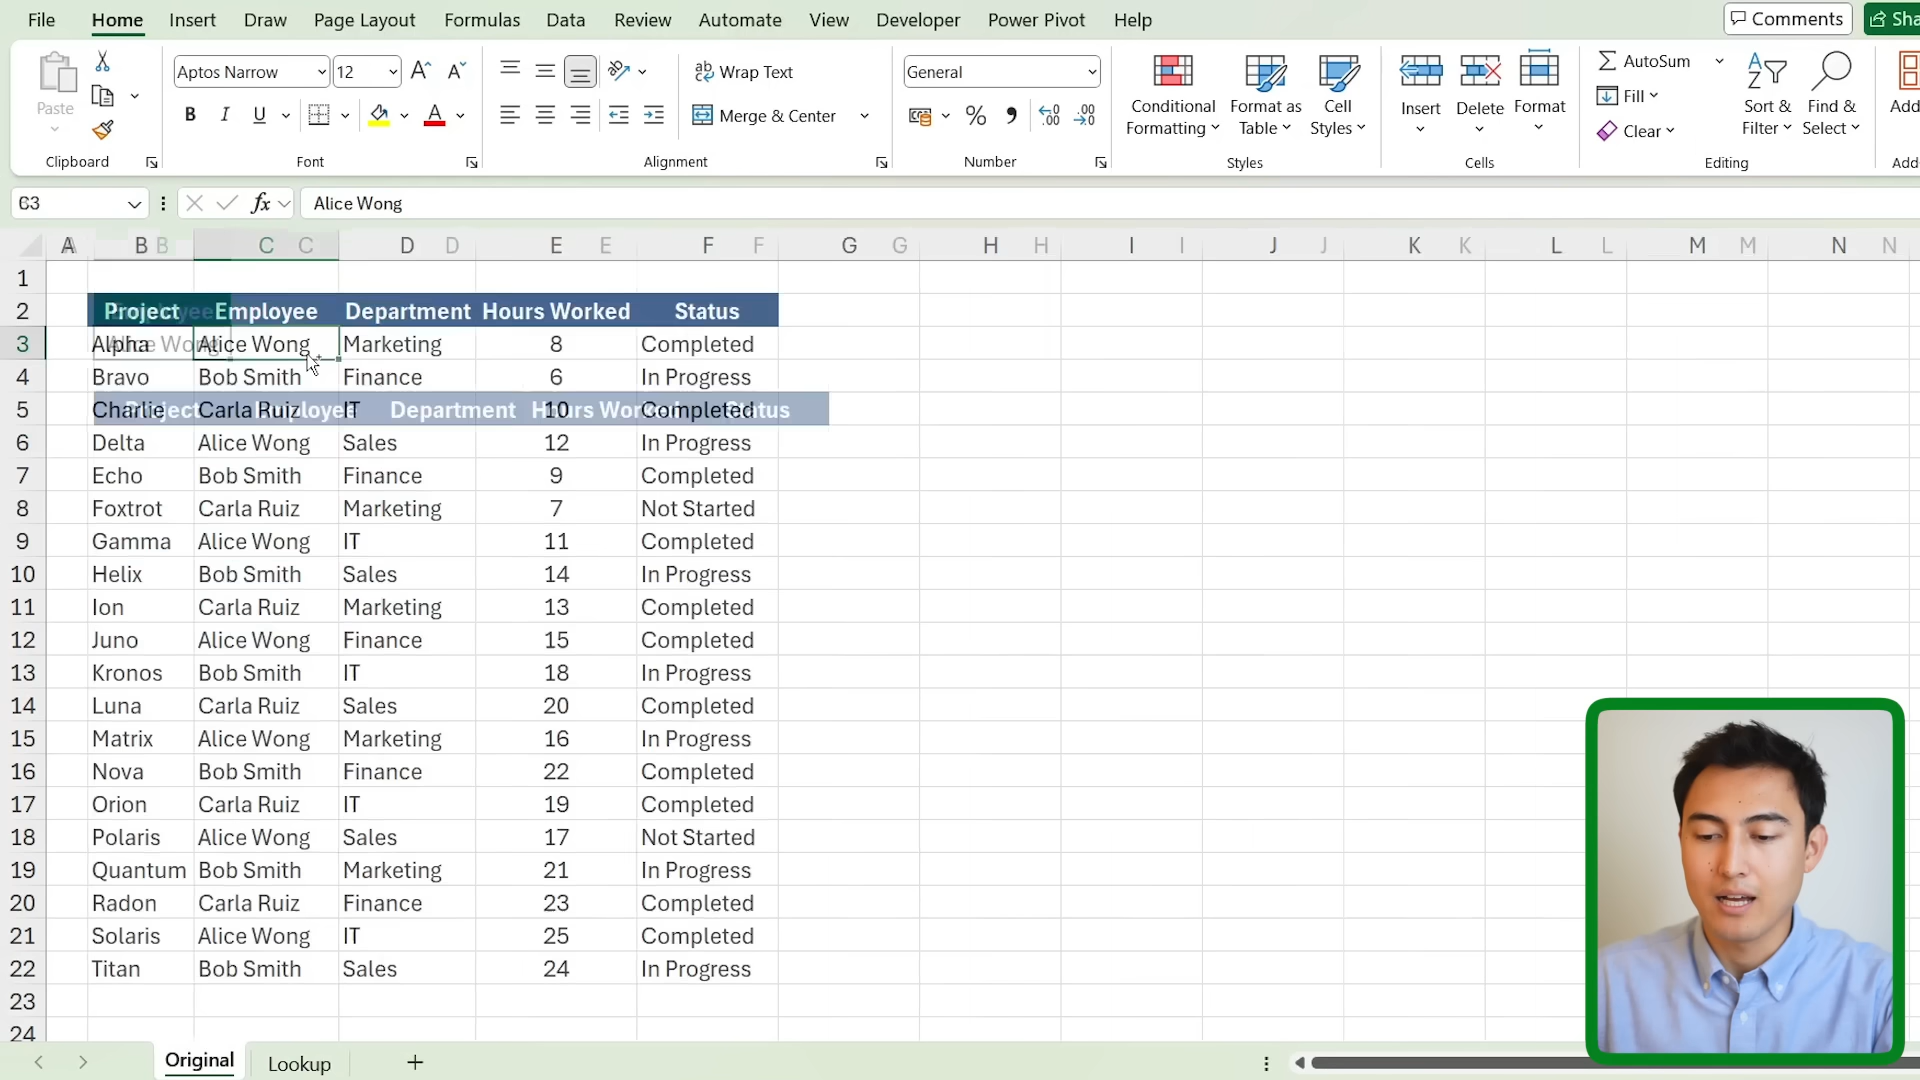 File Home Insert Draw Page Layout Formulas Data Review Automate View Developer Power Pivot Help Comments Sha
Paste Aptos Narrow 12 Wrap Text General Conditional Formatting Format as Table Cell Styles Insert Delete Format AutoSum Fill Clear Sort & Filter Find & Select Add
B I U A Merge & Center % 9
Clipboard Font Alignment Number Styles Cells Editing Add
C3 fx Alice Wong
A B C D E F G H I J K L M N
1
2 Project Employee Department Hours Worked Status
3 Alpha Alice Wong Marketing 8 Completed
4 Bravo Bob Smith Finance 6 In Progress
5 Charlie Carla Ruiz IT 10 Completed
Project Employee Department Hours Worked Status
6 Delta Alice Wong Sales 12 In Progress
7 Echo Bob Smith Finance 9 Completed
8 Foxtrot Carla Ruiz Marketing 7 Not Started
9 Gamma Alice Wong IT 11 Completed
10 Helix Bob Smith Sales 14 In Progress
11 Ion Carla Ruiz Marketing 13 Completed
12 Juno Alice Wong Finance 15 Completed
13 Kronos Bob Smith IT 18 In Progress
14 Luna Carla Ruiz Sales 20 Completed
15 Matrix Alice Wong Marketing 16 In Progress
16 Nova Bob Smith Finance 22 Completed
17 Orion Carla Ruiz IT 19 Completed
18 Polaris Alice Wong Sales 17 Not Started
19 Quantum Bob Smith Marketing 21 In Progress
20 Radon Carla Ruiz Finance 23 Completed
21 Solaris Alice Wong IT 25 Completed
22 Titan Bob Smith Sales 24 In Progress
23
24
Original Lookup